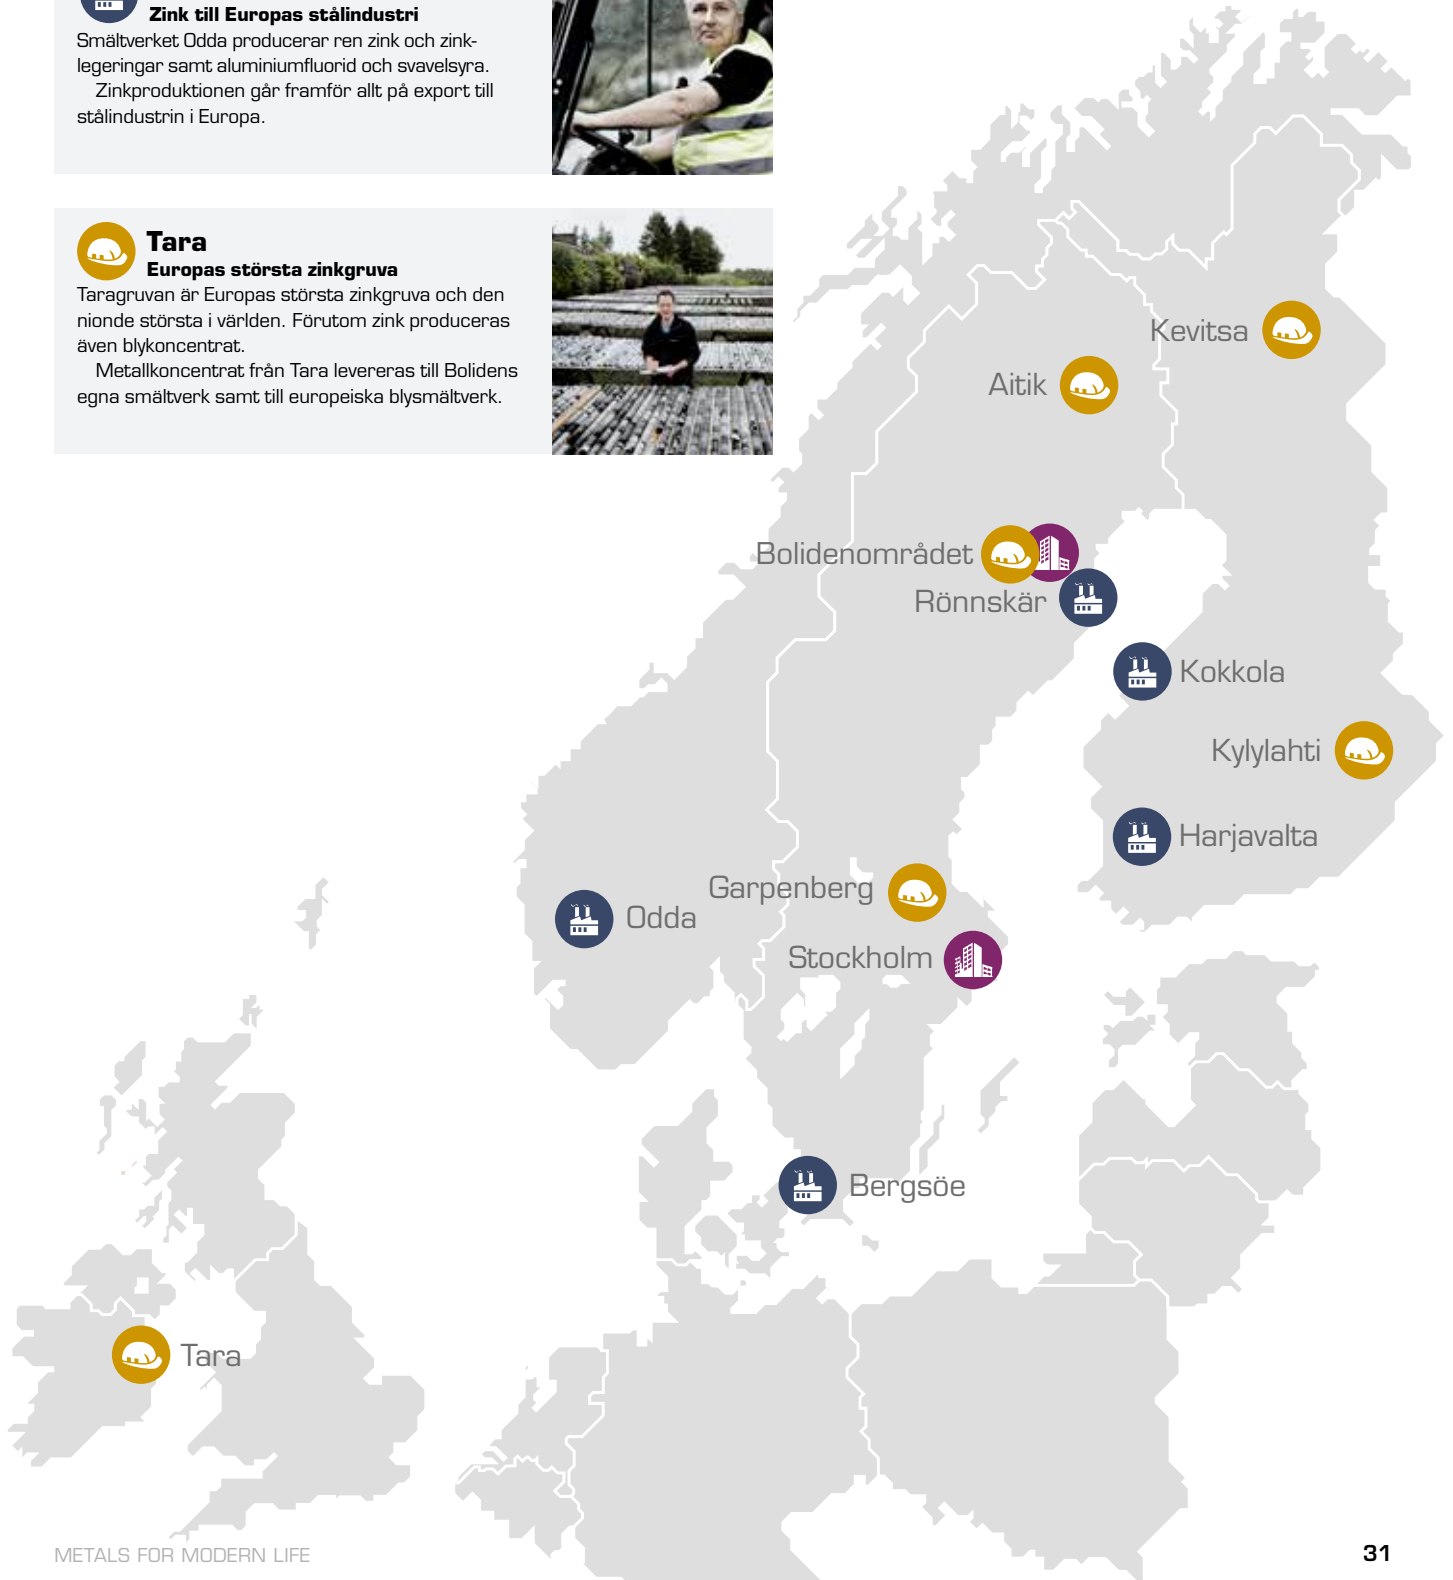 Zink till Europas stålindustri
Smältverket Odda producerar ren zink och zink-
legeringar samt aluminiumfluorid och svavelsyra.
Zinkproduktionen går framför allt på export till
stålindustrin i Europa.
Tara
Europas största zinkgruva
Taragruvan är Europas största zinkgruva och den
nionde största i världen. Förutom zink produceras
även blykoncentrat.
Metallkoncentrat från Tara levereras till Bolidens
egna smältverk samt till europeiska blysmältverk.
Kevitsa
Aitik
Bolidenområdet
Rönnskär
Kokkola
Kylylahti
Harjavalta
Garpenberg
Odda
Stockholm
Bergsöe
Tara
METALS FOR MODERN LIFE
31